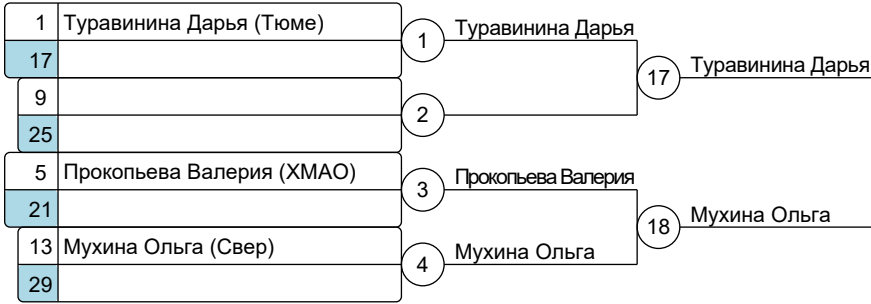 1 Туравинина Дарья (Тюме)
17
1
Туравинина Дарья
17
Туравинина Дарья
9
25
2
5 Прокопьева Валерия (ХМАО)
21
3
Прокопьева Валерия
18
Мухина Ольга
13 Мухина Ольга (Свер)
29
4
Мухина Ольга